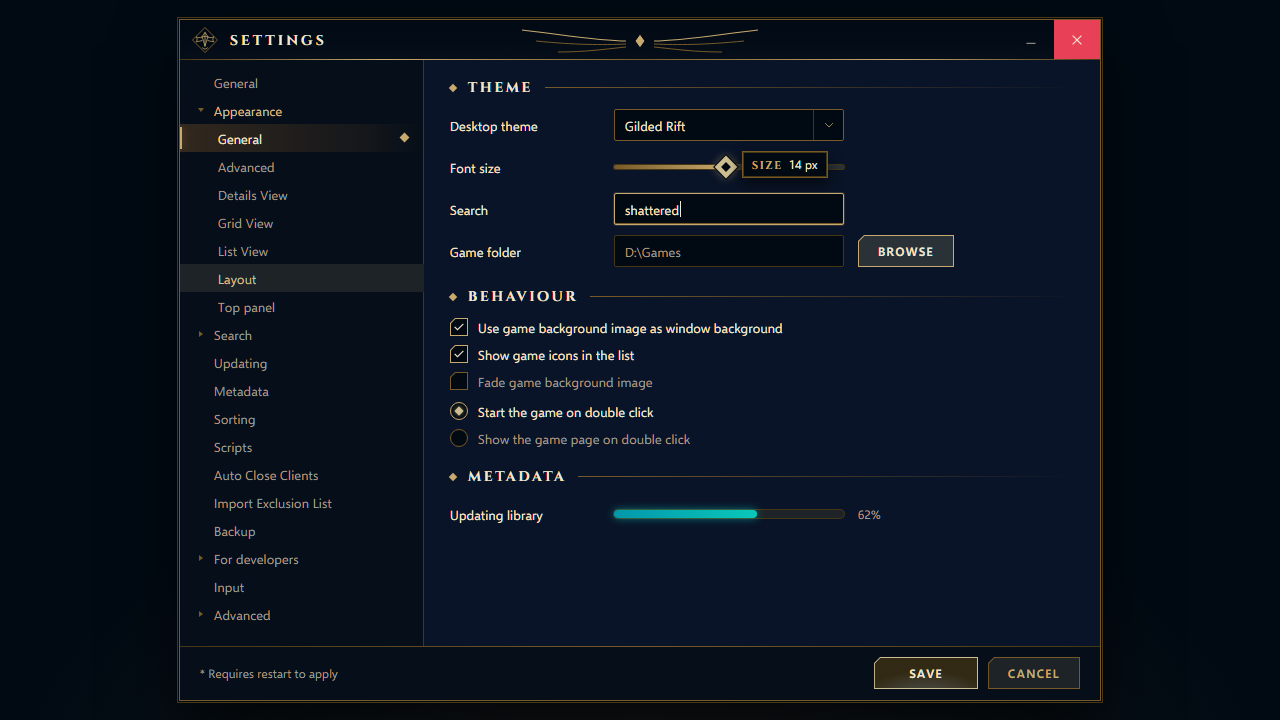 SETTINGS
General
Appearance
General
Advanced
Details View
Grid View
List View
Layout
Top panel
Search
Updating
Metadata
Sorting
Scripts
Auto Close Clients
Import Exclusion List
Backup
For developers
Input
Advanced
THEME
Desktop theme Gilded Rift
Font size SIZE 14 px
Search shattered
Game folder D:\Games BROWSE
BEHAVIOUR
Use game background image as window background
Show game icons in the list
Fade game background image
Start the game on double click
Show the game page on double click
METADATA
Updating library 62%
* Requires restart to apply
SAVE CANCEL